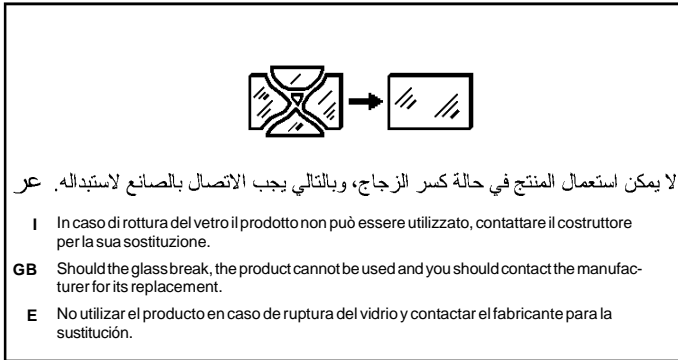 عر لا يمكن استعمال المنتج في حالة كسر الزجاج، وبالتالي يجب الاتصال بالصانع لاستبداله.
I In caso di rottura del vetro il prodotto non può essere utilizzato, contattare il costruttore
per la sua sostituzione.
GB Should the glass break, the product cannot be used and you should contact the manufac-
turer for its replacement.
E No utilizar el producto en caso de ruptura del vidrio y contactar el fabricante para la
sustitución.